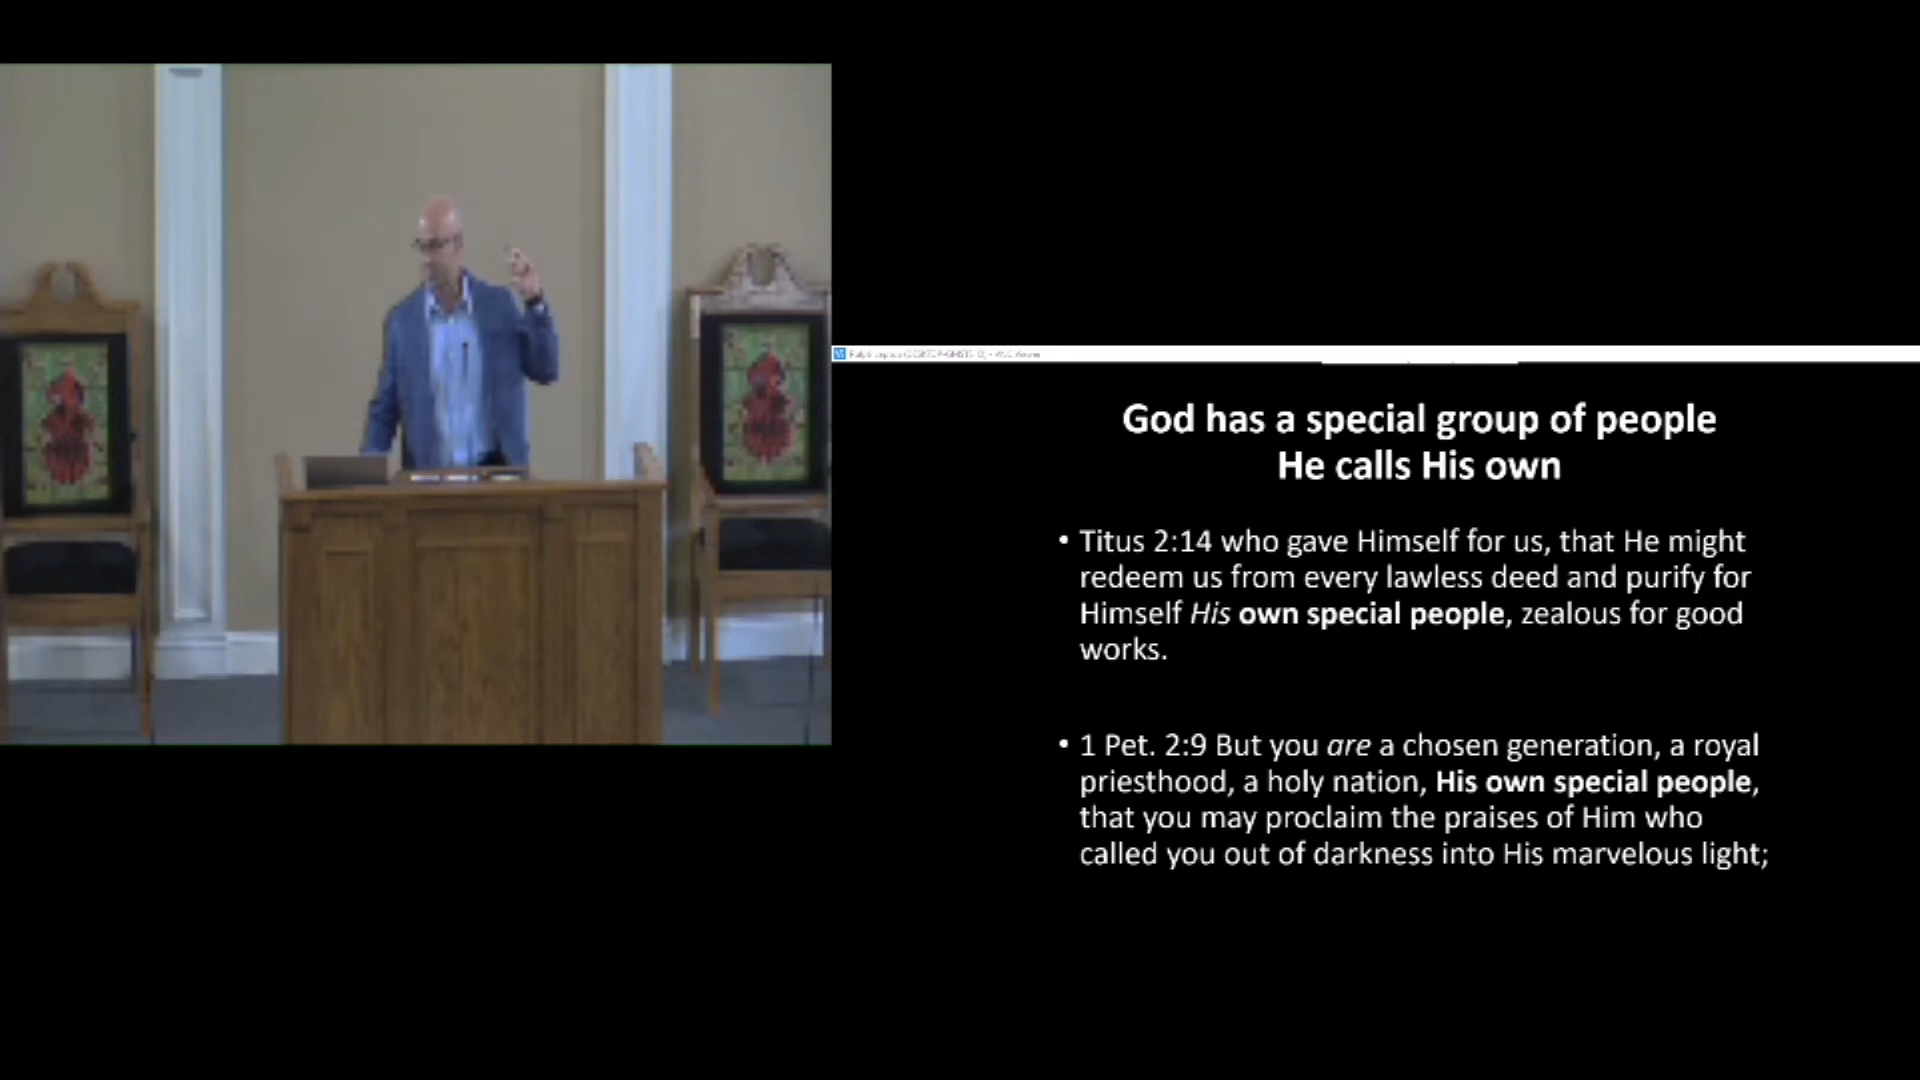 God has a special group of people
He calls His own
• Titus 2:14 who gave Himself for us, that He might
redeem us from every lawless deed and purify for
Himself His own special people, zealous for good
works.
• 1 Pet. 2:9 But you are a chosen generation, a royal
priesthood, a holy nation, His own special people,
that you may proclaim the praises of Him who
called you out of darkness into His marvelous light;